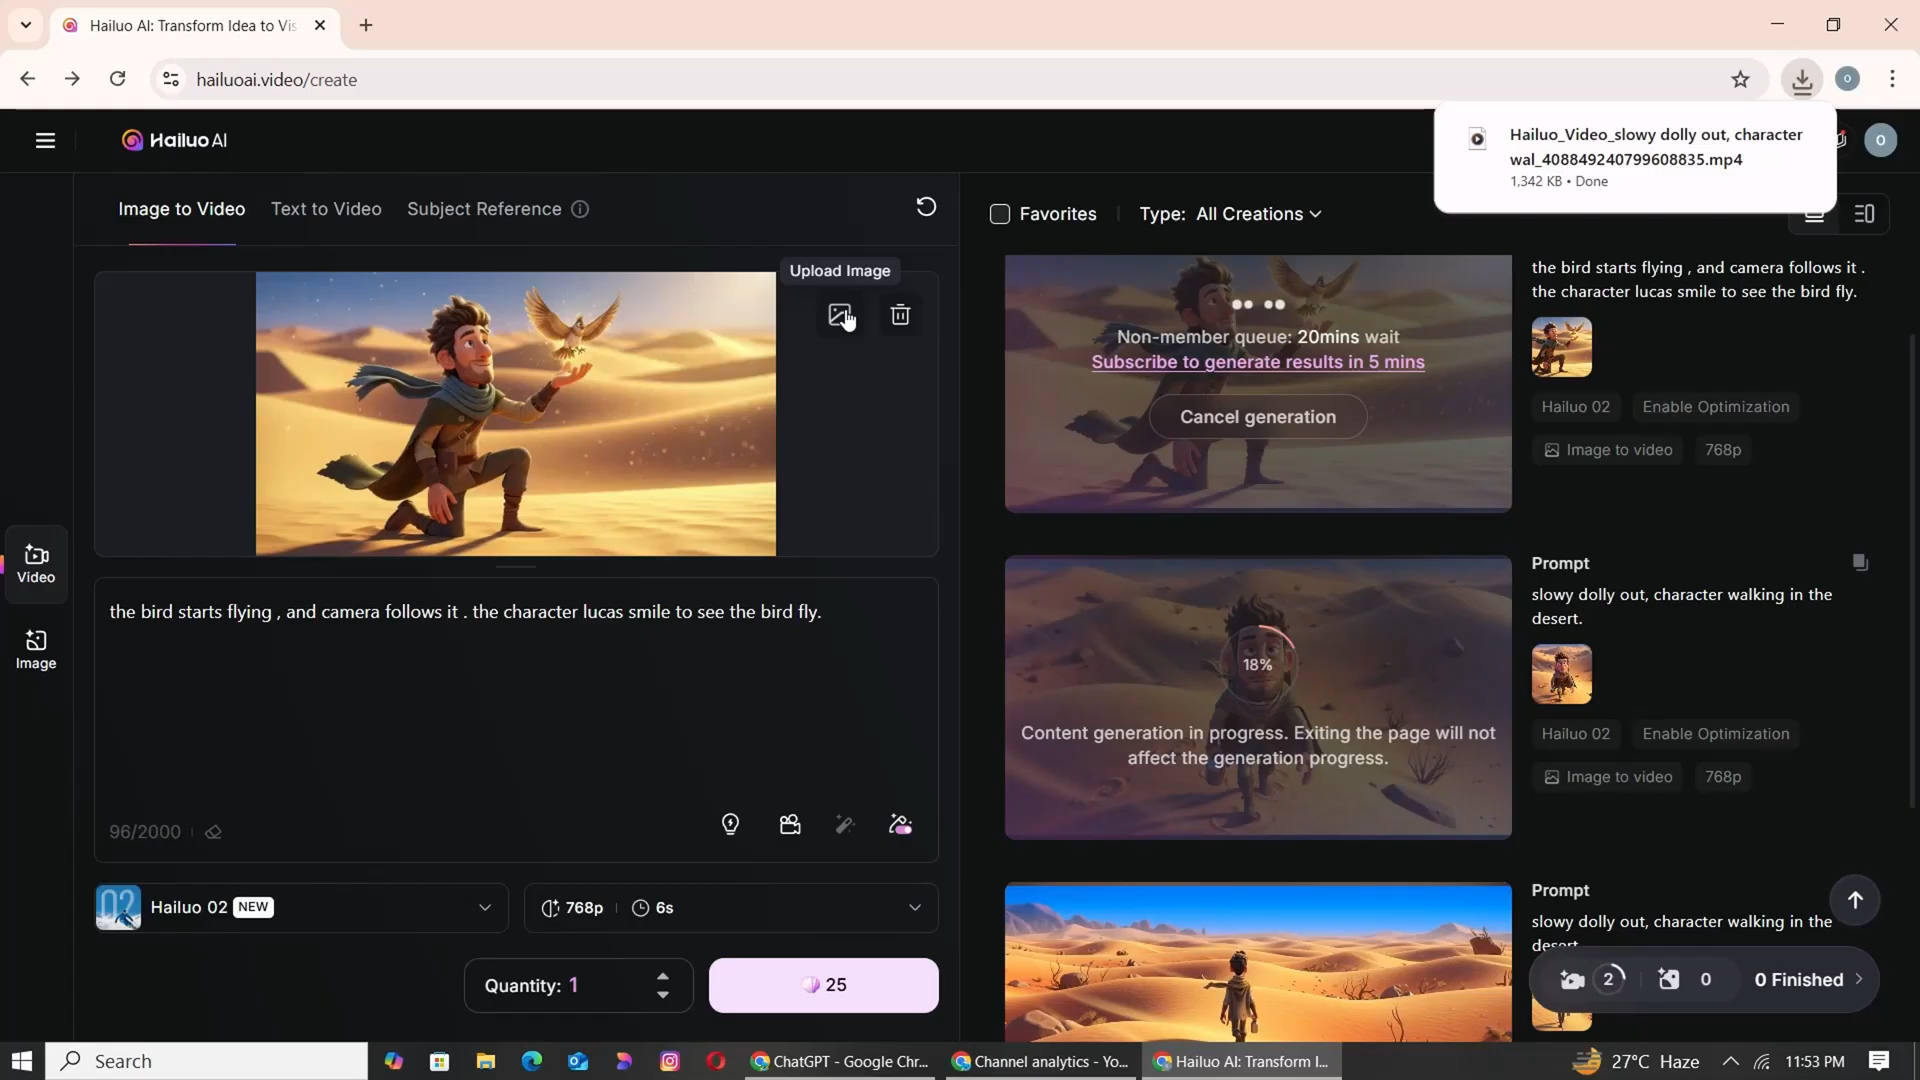 Hailuo AI: Transform Idea to Vis
hailuoai.video/create
Hailuo_Video_slowy dolly out, character
wal_408849240799608835.mp4
1,342 KB • Done
Hailuo AI
O
O
Image to Video
Text to Video
Subject Reference
Favorites
Type: All Creations
Upload Image
Non-member queue: 20mins wait
Subscribe to generate results in 5 mins
Cancel generation
the bird starts flying , and camera follows it .
the character lucas smile to see the bird fly.
Hailuo 02
Enable Optimization
Image to video
768p
Video
Image
the bird starts flying , and camera follows it . the character lucas smile to see the bird fly.
96/2000
18%
Content generation in progress. Exiting the page will not
affect the generation progress.
Prompt
slowy dolly out, character walking in the
desert.
Hailuo 02
Enable Optimization
Image to video
768p
02
Hailuo 02 NEW
768p
6s
Quantity: 1
25
Prompt
slowy dolly out, character walking in the
desert.
2
0
0 Finished
Search
ChatGPT - Google Chr...
Channel analytics - Yo...
Hailuo AI: Transform I...
27°C Haze
11:53 PM